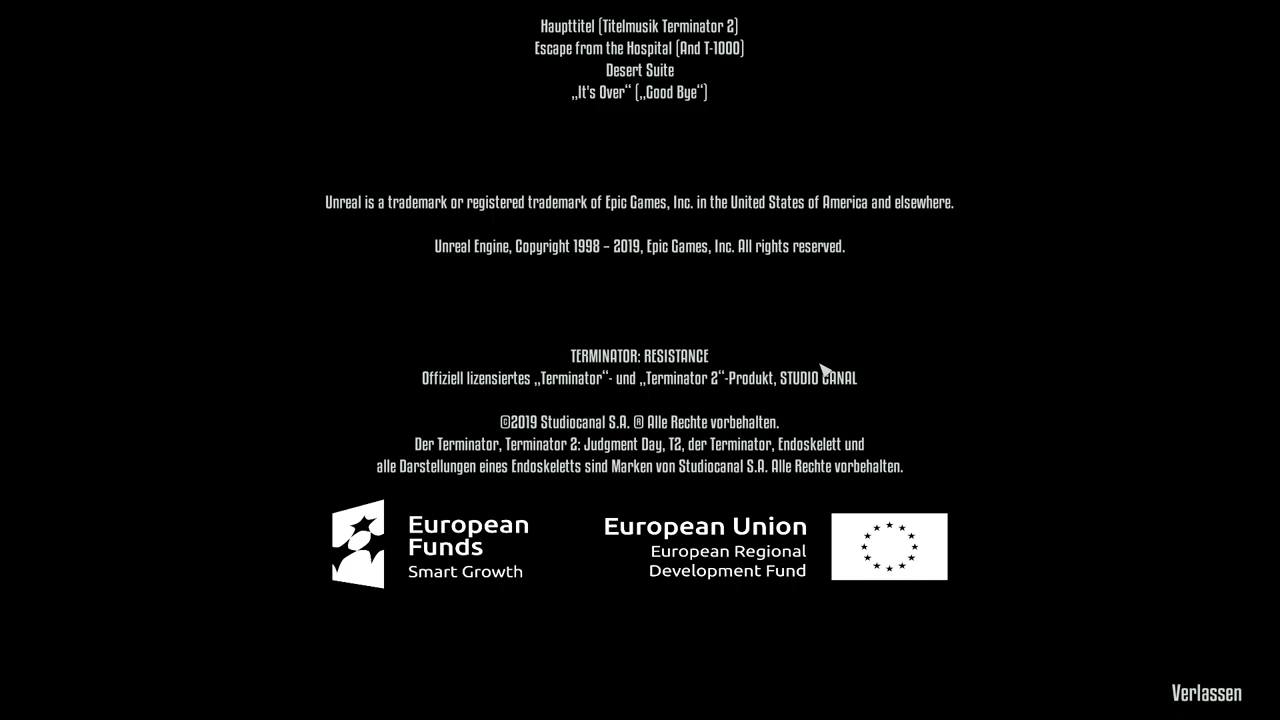 Haupttitel (Titelmusik Terminator 2)
Escape from the Hospital (And T-1000)
Desert Suite
„It's Over“ („Good Bye“)
Unreal is a trademark or registered trademark of Epic Games, Inc. in the United States of America and elsewhere.
Unreal Engine, Copyright 1998 – 2019, Epic Games, Inc. All rights reserved.
TERMINATOR: RESISTANCE
Offiziell lizensiertes „Terminator“- und „Terminator 2“-Produkt, STUDIO CANAL
©2019 Studiocanal S.A. ® Alle Rechte vorbehalten.
Der Terminator, Terminator 2: Judgment Day, T2, der Terminator, Endoskelett und
alle Darstellungen eines Endoskeletts sind Marken von Studiocanal S.A. Alle Rechte vorbehalten.
European
Funds
Smart Growth
European Union
European Regional
Development Fund
Verlassen